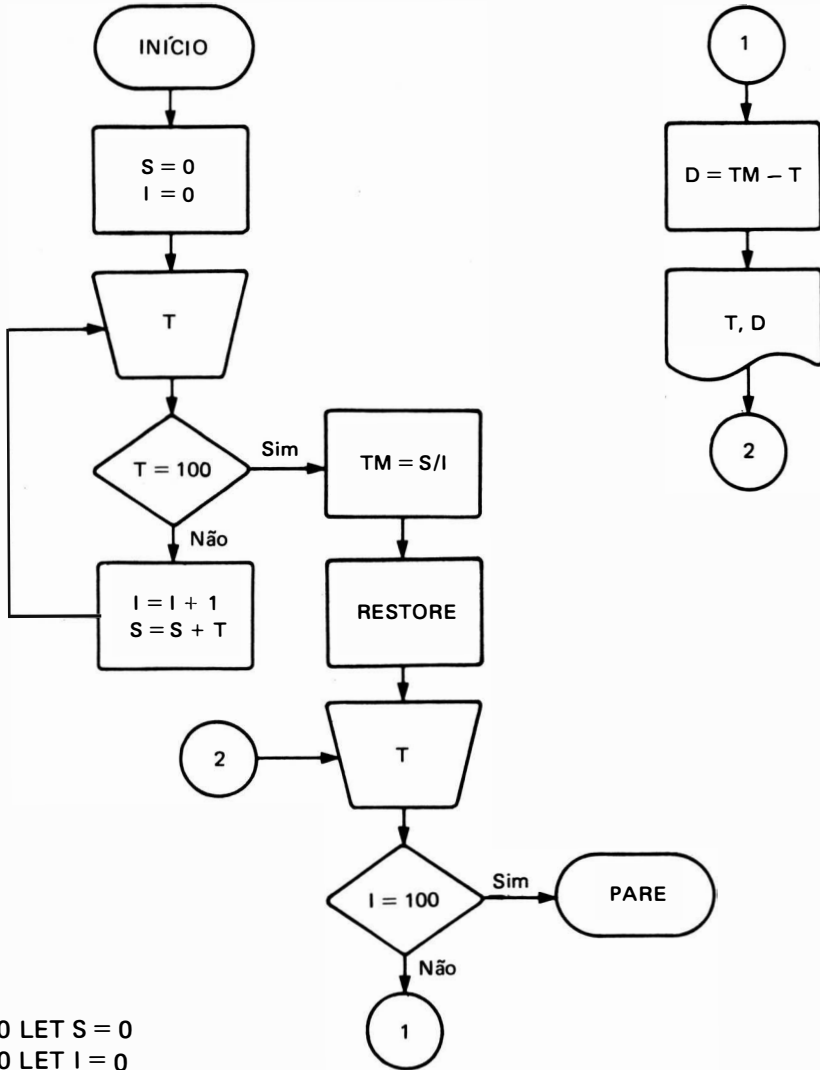 INÍCIO
S = 0
I = 0
T
T = 100
Sim
Não
I = I + 1
S = S + T
TM = S/I
RESTORE
2
T
I = 100
Sim
PARE
Não
1
1
D = TM – T
T, D
2
0 LET S = 0
0 LET I = 0